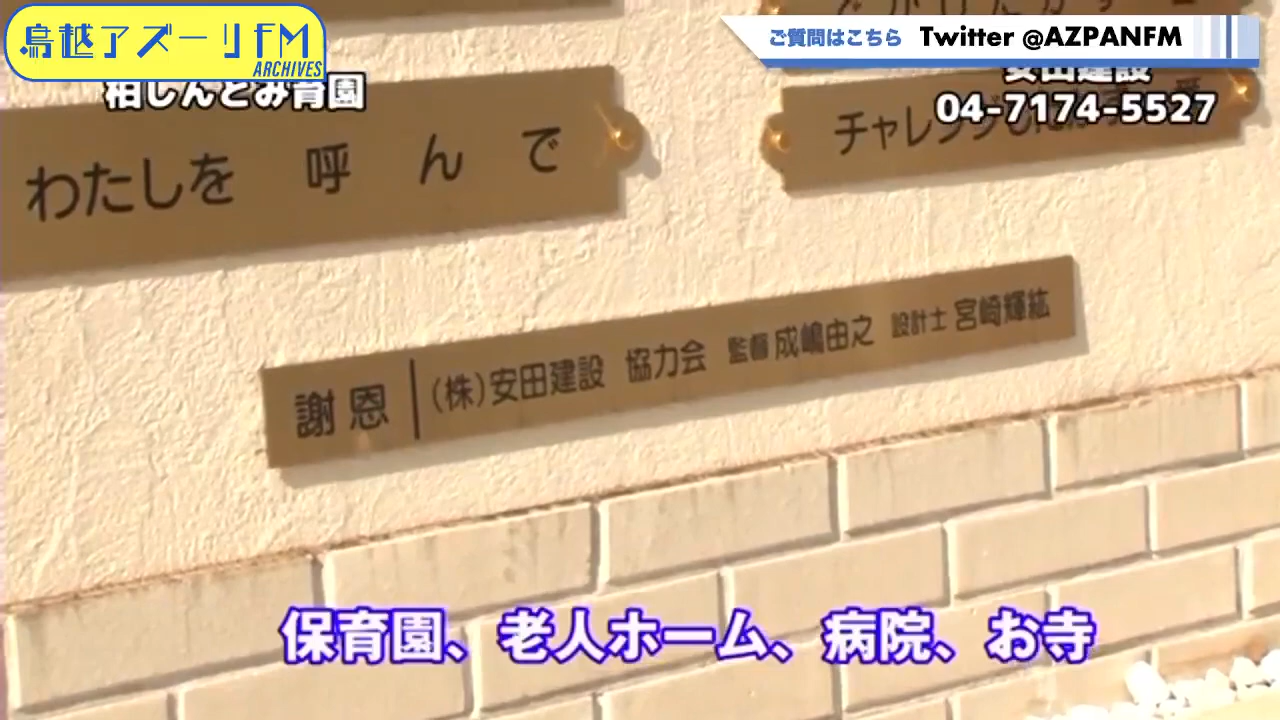 鳥越アズーリFM
ARCHIVES
ご質問はこちら Twitter @AZPANFM
柏しんとみ育園
安田建設
04-7174-5527
わたしを 呼 ん で
チャレンジ
謝恩 (株)安田建設 協力会 監督 成嶋由之 設計士 宮崎輝紘
保育園、老人ホーム、病院、お寺